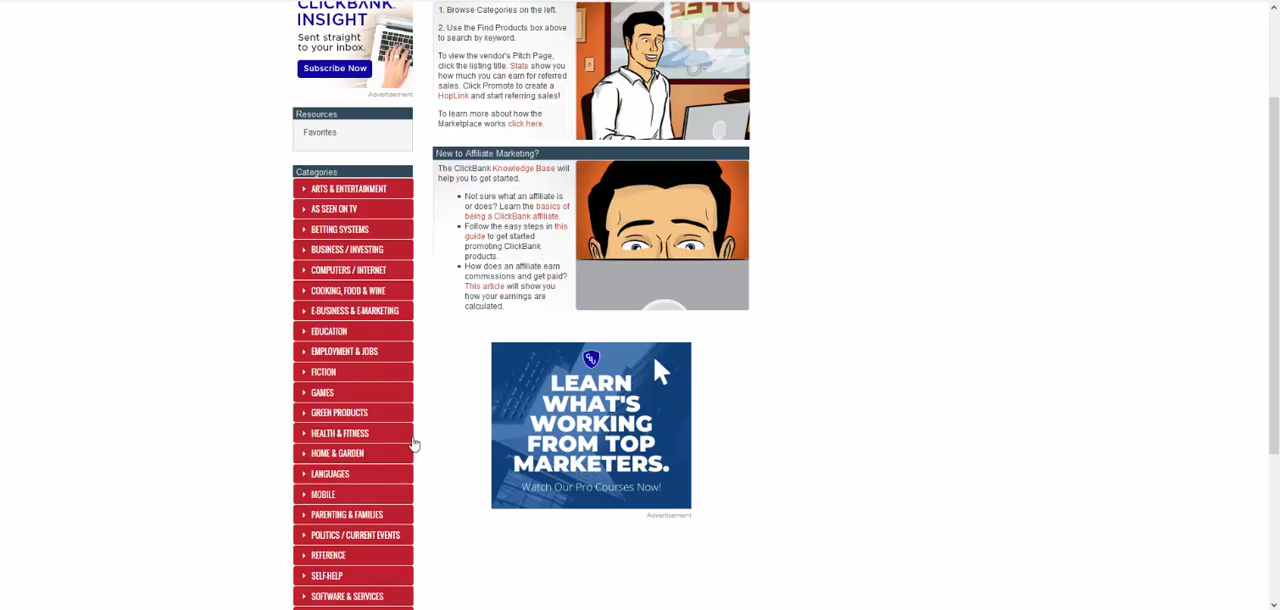 CLICKBANK
INSIGHT
Sent straight
to your inbox.
Subscribe Now
Advertisement
Resources
Favorites
Categories
ARTS & ENTERTAINMENT
AS SEEN ON TV
BETTING SYSTEMS
BUSINESS / INVESTING
COMPUTERS / INTERNET
COOKING, FOOD & WINE
E-BUSINESS & E-MARKETING
EDUCATION
EMPLOYMENT & JOBS
FICTION
GAMES
GREEN PRODUCTS
HEALTH & FITNESS
HOME & GARDEN
LANGUAGES
MOBILE
PARENTING & FAMILIES
POLITICS / CURRENT EVENTS
REFERENCE
SELF-HELP
SOFTWARE & SERVICES
1. Browse Categories on the left.
2. Use the Find Products box above
to search by keyword.
To view the vendor's Pitch Page,
click the listing title. Stats show you
how much you can earn for referred
sales. Click Promote to create a
HopLink and start referring sales!
To learn more about how the
Marketplace works click here.
New to Affiliate Marketing?
The ClickBank Knowledge Base will
help you to get started.
• Not sure what an affiliate is
or does? Learn the basics of
being a ClickBank affiliate.
• Follow the easy steps in this
guide to get started
promoting ClickBank
products.
• How does an affiliate earn
commissions and get paid?
This article will show you
how your earnings are
calculated.
LEARN
WHAT'S
WORKING
FROM TOP
MARKETERS.
Watch Our Pro Courses Now!
Advertisement